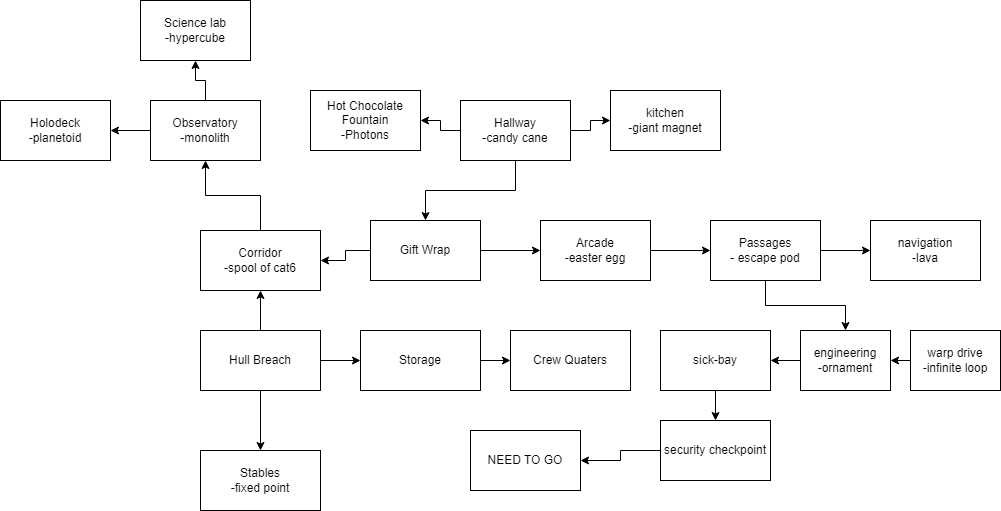 Science lab
-hypercube
Holodeck
-planetoid
Observatory
-monolith
Hot Chocolate
Fountain
-Photons
Hallway
-candy cane
kitchen
-giant magnet
Corridor
-spool of cat6
Gift Wrap
Arcade
-easter egg
Passages
- escape pod
navigation
-lava
Hull Breach
Storage
Crew Quaters
sick-bay
engineering
-ornament
warp drive
-infinite loop
Stables
-fixed point
NEED TO GO
security checkpoint